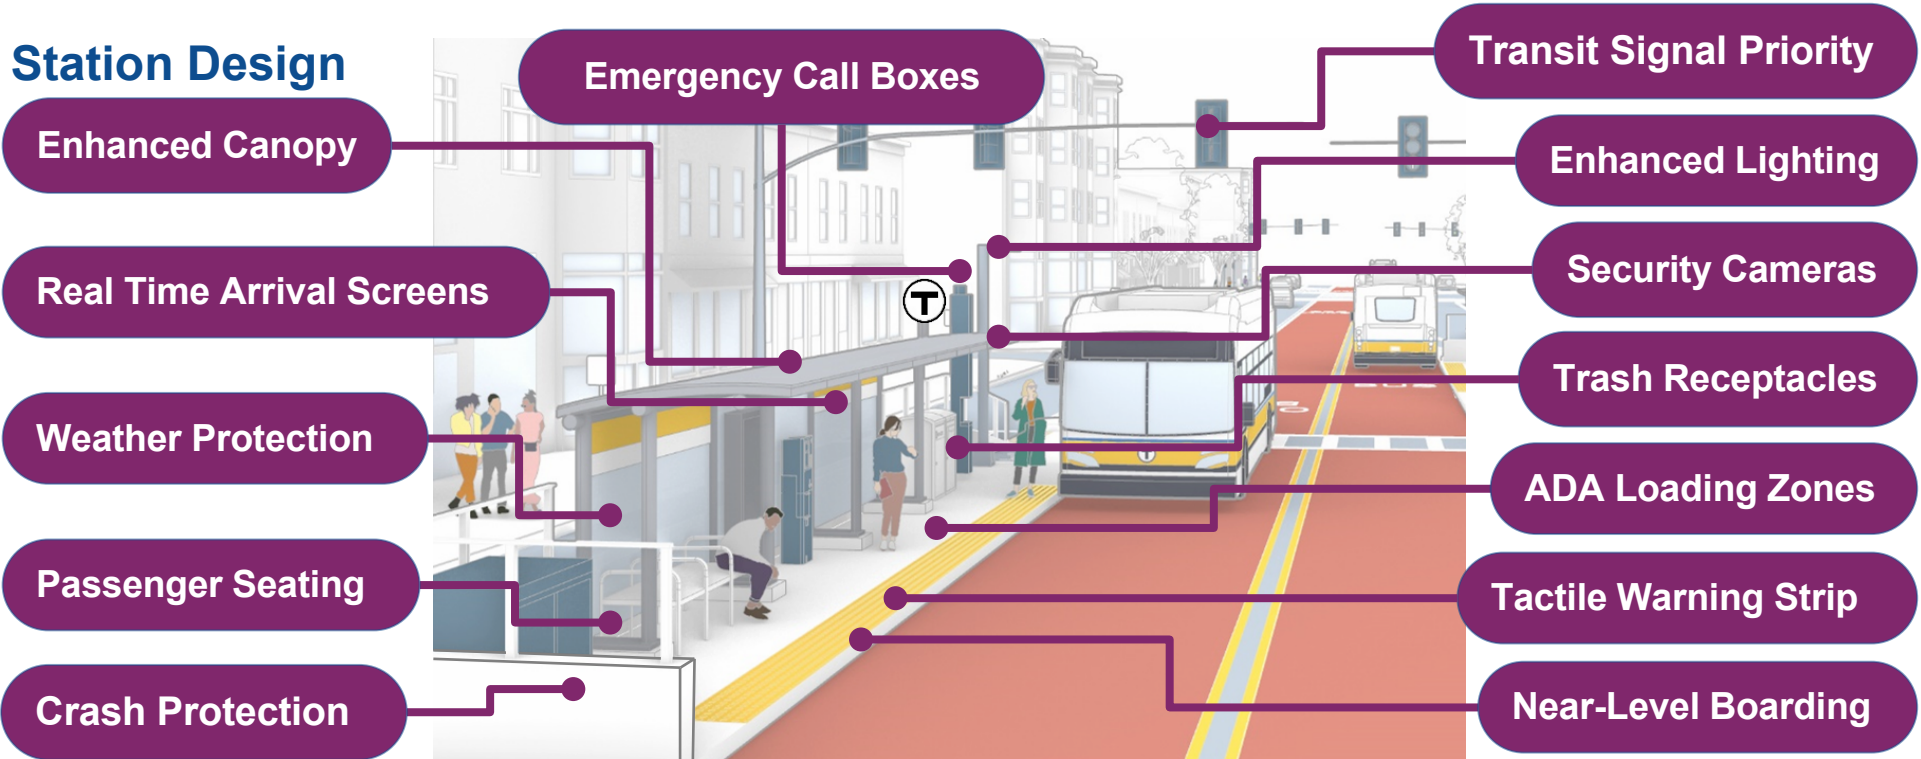 Station Design
Emergency Call Boxes
Transit Signal Priority
Enhanced Canopy
Enhanced Lighting
Real Time Arrival Screens
Security Cameras
T
Trash Receptacles
Weather Protection
T
ADA Loading Zones
Passenger Seating
Tactile Warning Strip
Crash Protection
Near-Level Boarding